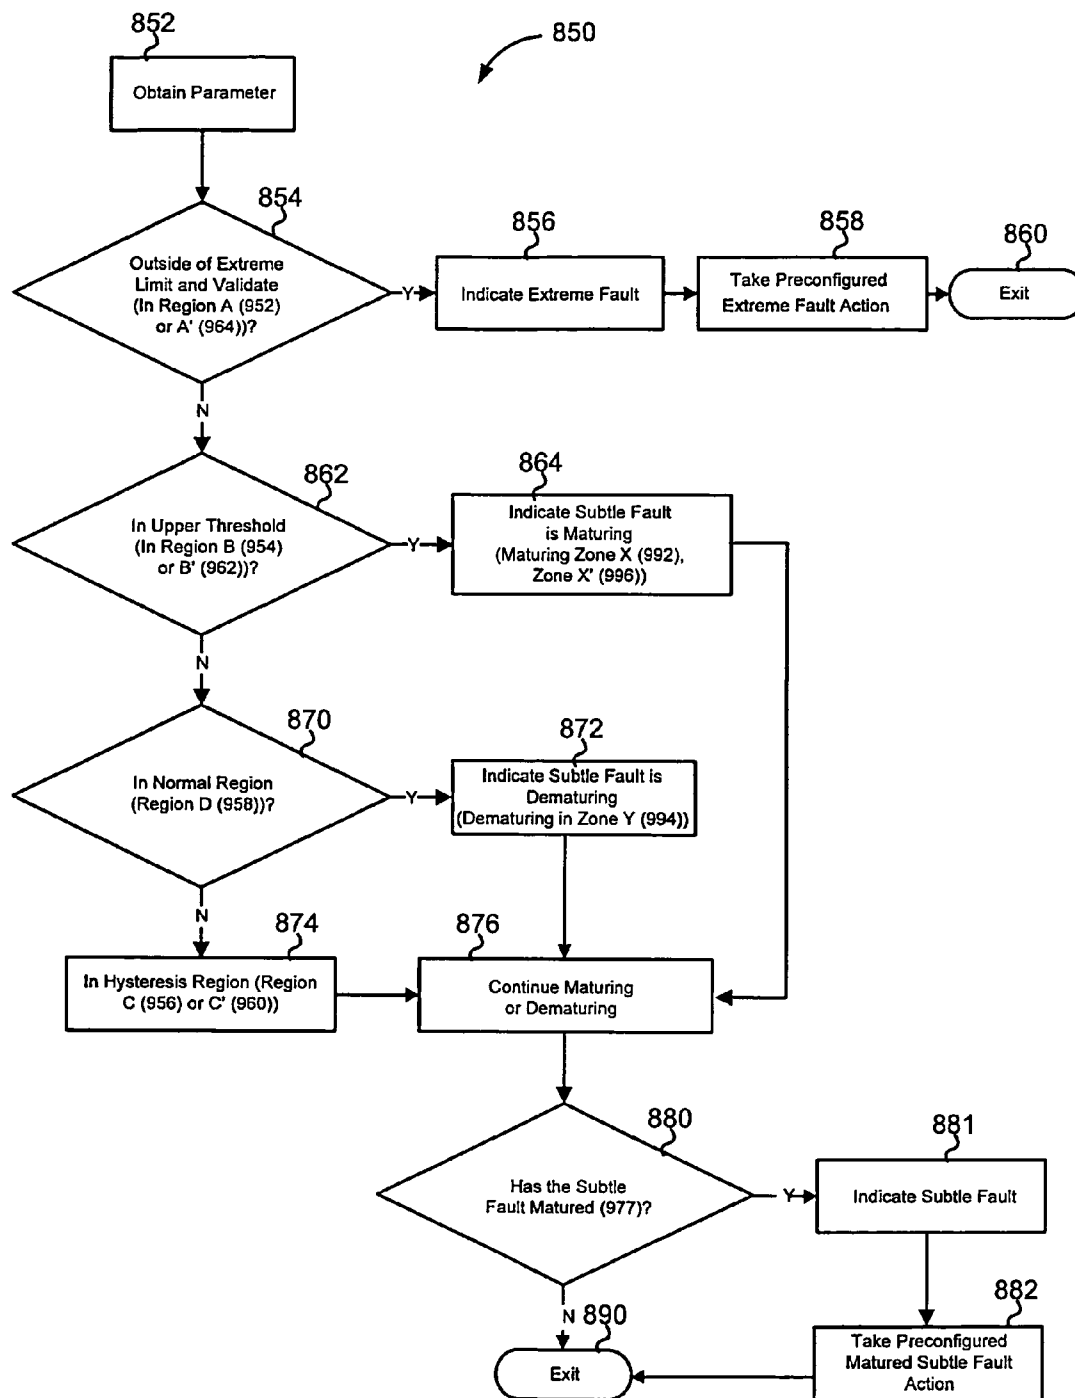 852
850
Obtain Parameter
854
Outside of Extreme
Limit and Validate
(In Region A (952)
or A' (964))?
Y
856
Indicate Extreme Fault
858
Take Preconfigured
Extreme Fault Action
860
Exit
N
862
In Upper Threshold
(In Region B (954)
or B' (962))?
Y
864
Indicate Subtle Fault
is Maturing
(Maturing Zone X (992),
Zone X' (996))
N
870
In Normal Region
(Region D (958))?
Y
872
Indicate Subtle Fault is
Dematuring
(Dematuring in Zone Y (994))
N
874
In Hysteresis Region (Region
C (956) or C' (960))
876
Continue Maturing
or Dematuring
880
Has the Subtle
Fault Matured (977)?
Y
881
Indicate Subtle Fault
N
882
Take Preconfigured
Matured Subtle Fault
Action
890
Exit